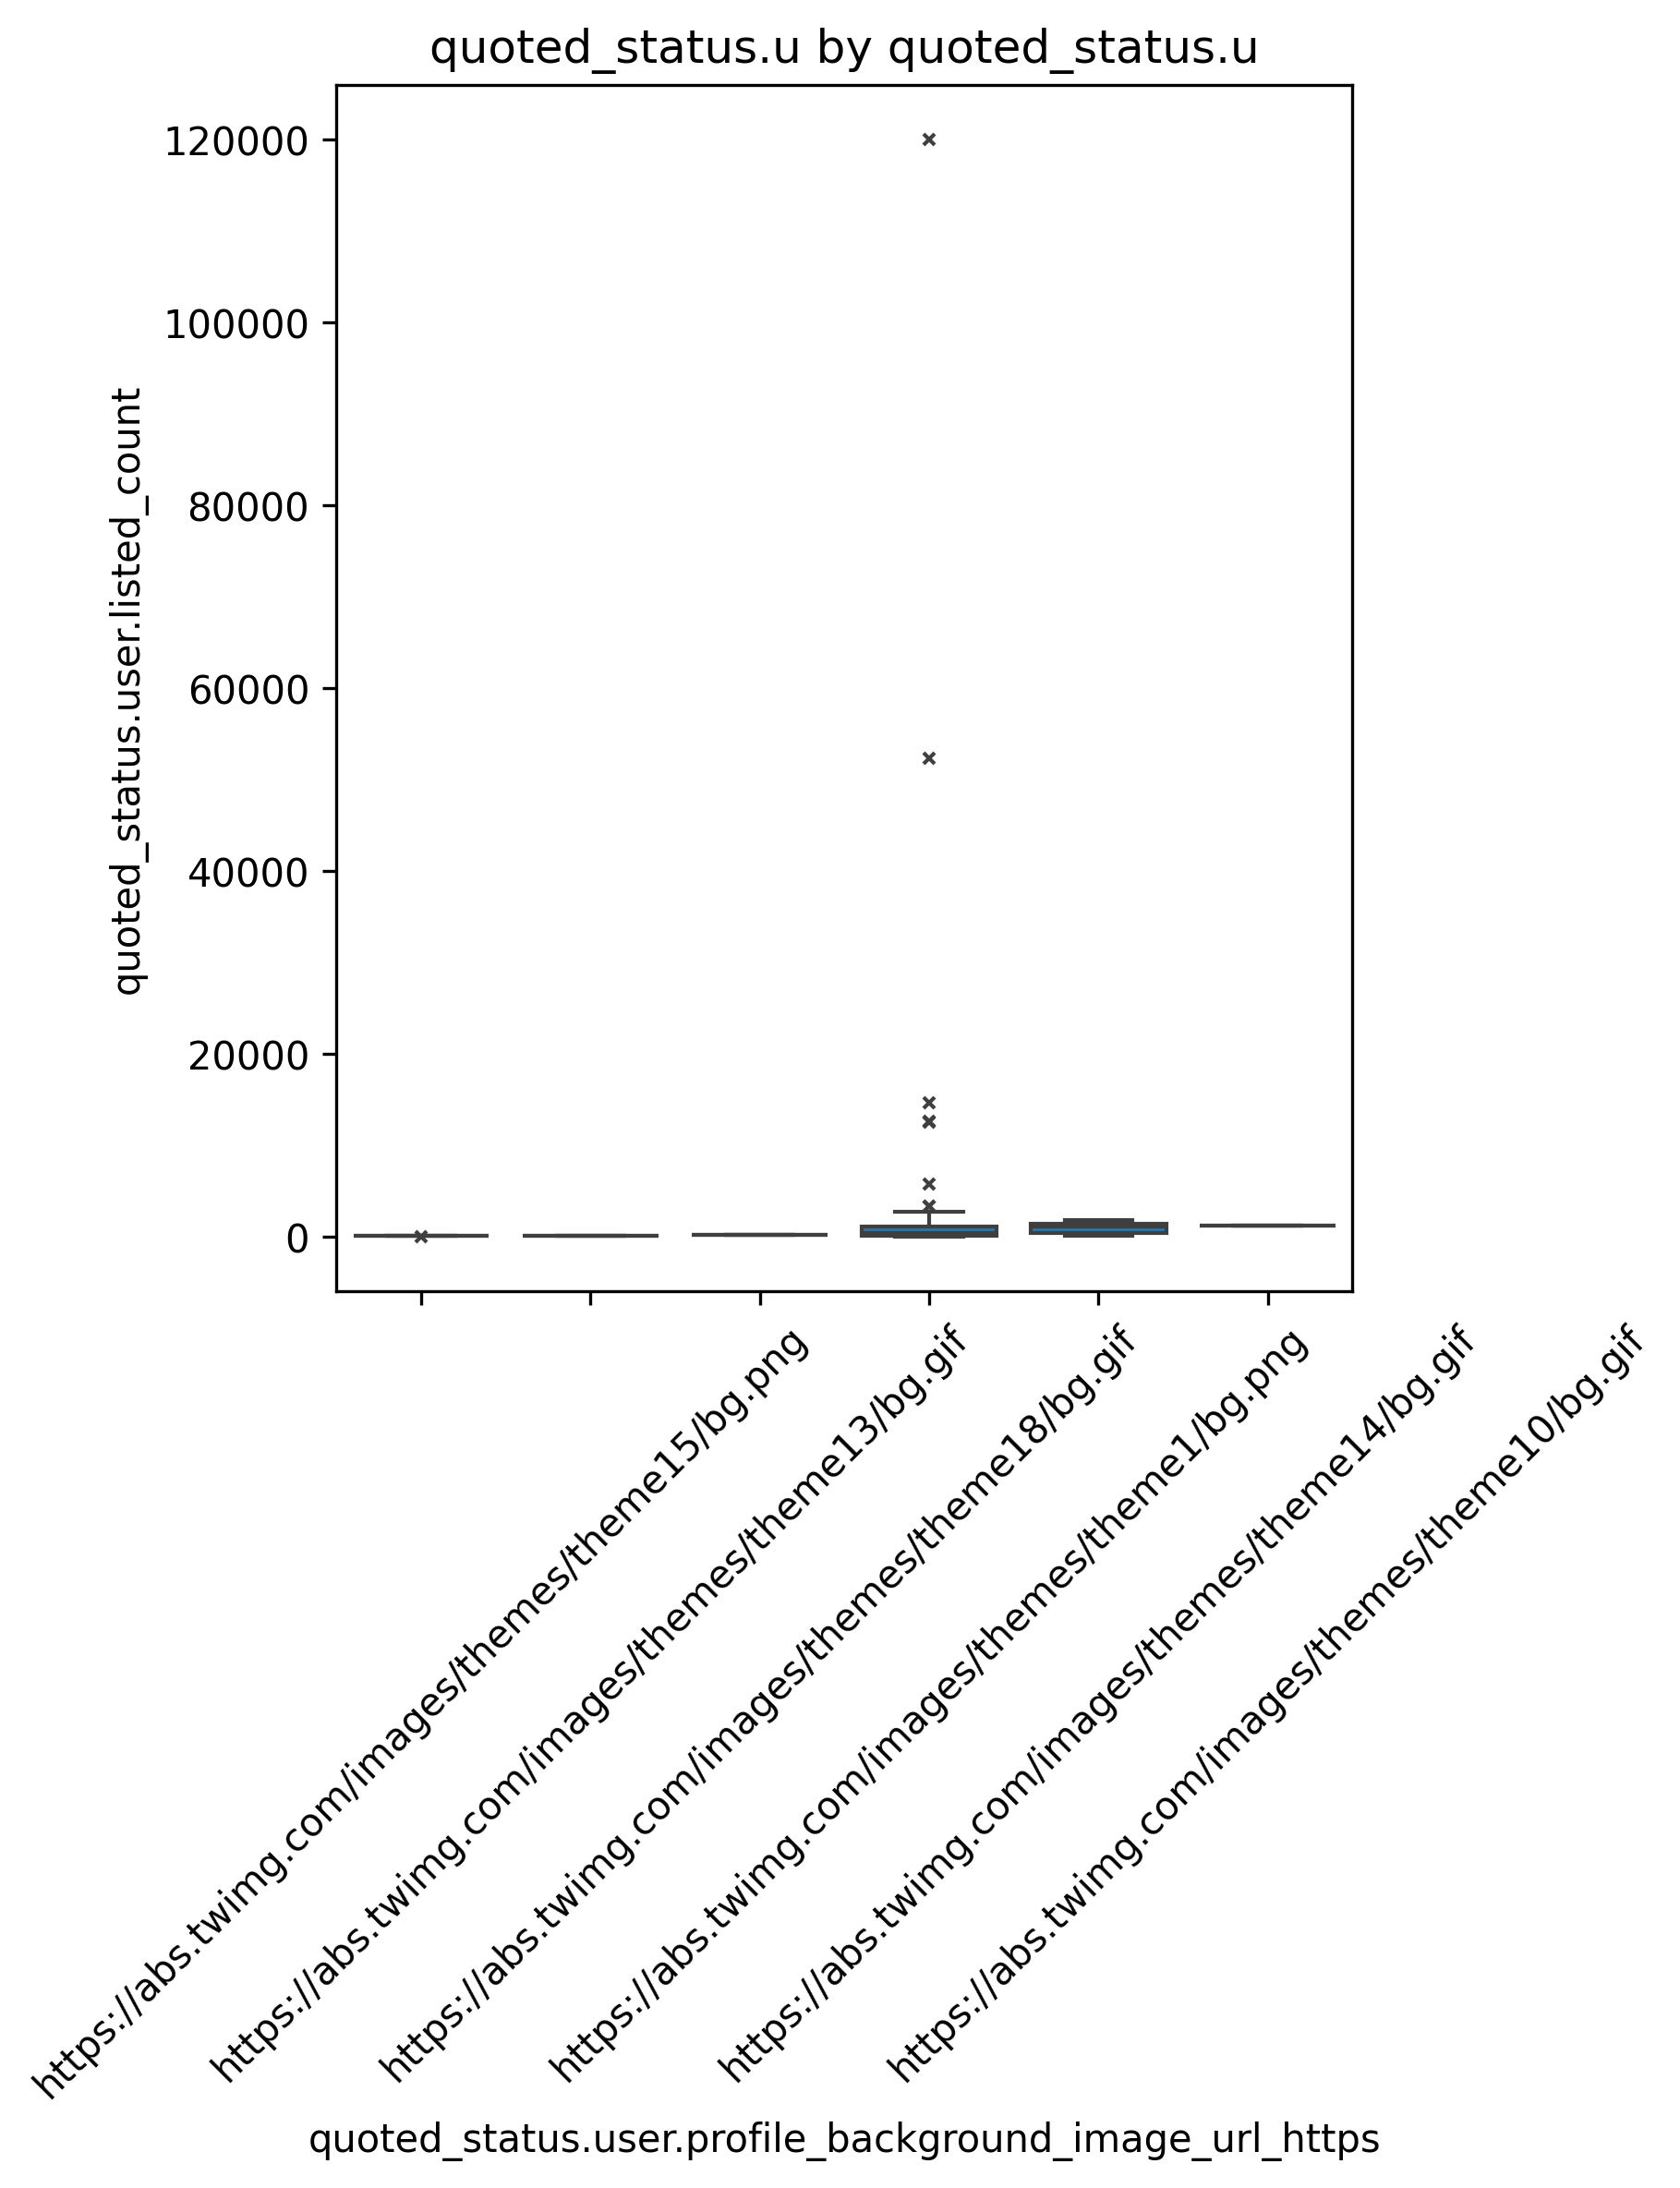 quoted_status.u by quoted_status.u
quoted_status.user.listed_count
120000
100000
80000
60000
40000
20000
0
https://abs.twimg.com/images/themes/theme15/bg.png
https://abs.twimg.com/images/themes/theme13/bg.gif
https://abs.twimg.com/images/themes/theme18/bg.gif
https://abs.twimg.com/images/themes/theme1/bg.png
https://abs.twimg.com/images/themes/theme14/bg.gif
https://abs.twimg.com/images/themes/theme10/bg.gif
quoted_status.user.profile_background_image_url_https